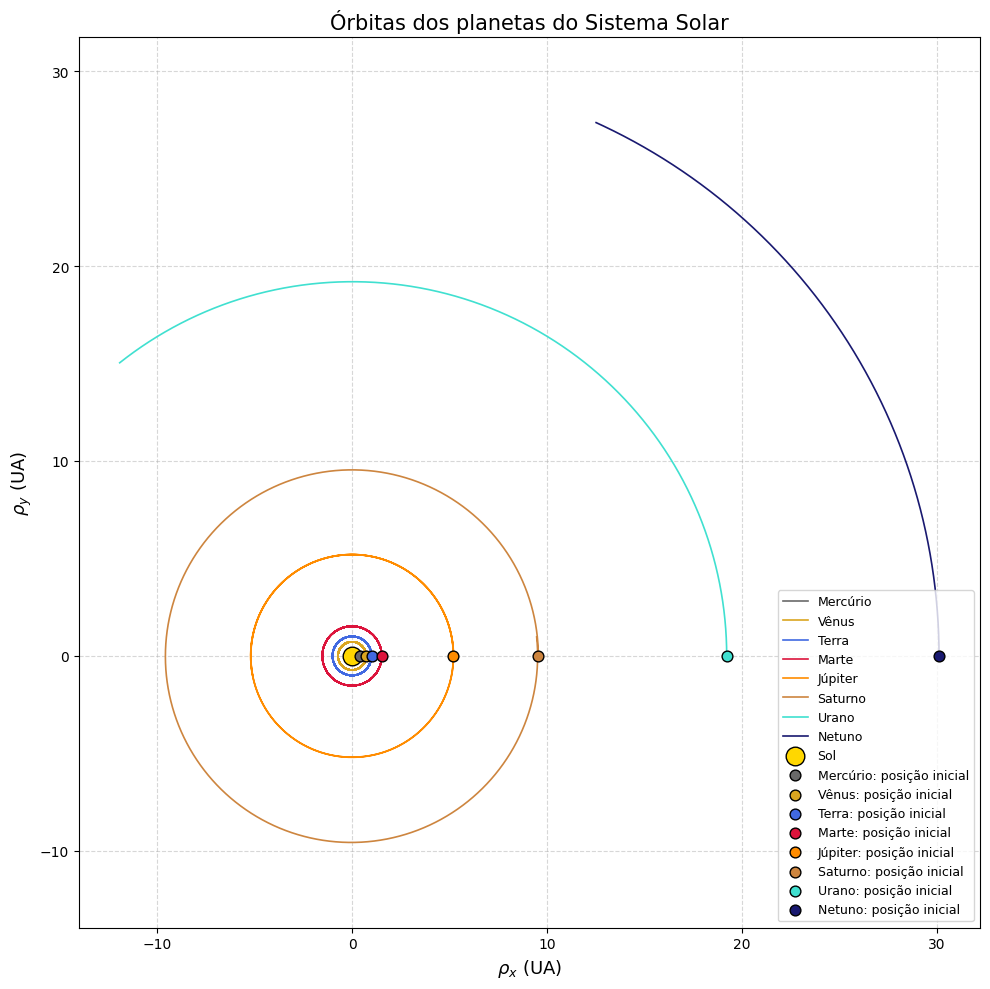 Órbitas dos planetas do Sistema Solar
30
20
10
0
−10
ρy (UA)
−10
0
10
20
30
ρx (UA)
Mercúrio
Vênus
Terra
Marte
Júpiter
Saturno
Urano
Netuno
Sol
Mercúrio: posição inicial
Vênus: posição inicial
Terra: posição inicial
Marte: posição inicial
Júpiter: posição inicial
Saturno: posição inicial
Urano: posição inicial
Netuno: posição inicial